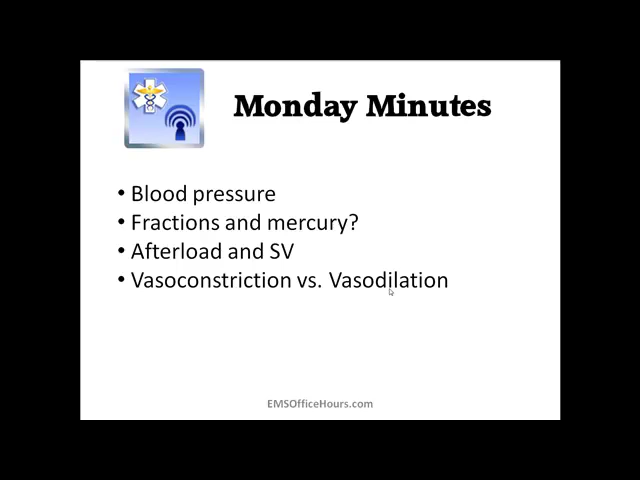 Monday Minutes
• Blood pressure
• Fractions and mercury?
• Afterload and SV
• Vasoconstriction vs. Vasodilation
EMSOfficeHours.com